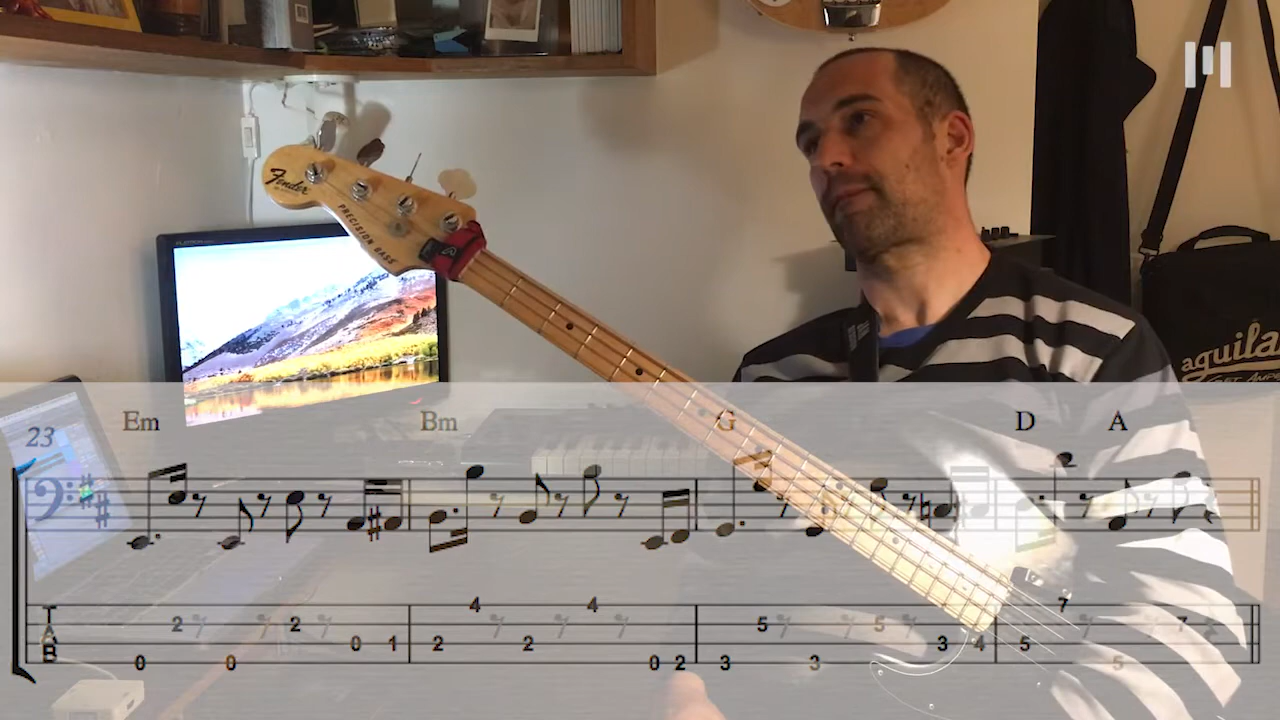 Fender
PRECISION BASS
aguilar
Em Bm G D A
23
4 4 7
2 2 5 5 7
T A B 0 1 2 2 3 4 5
0 0 0 2 3 3 5